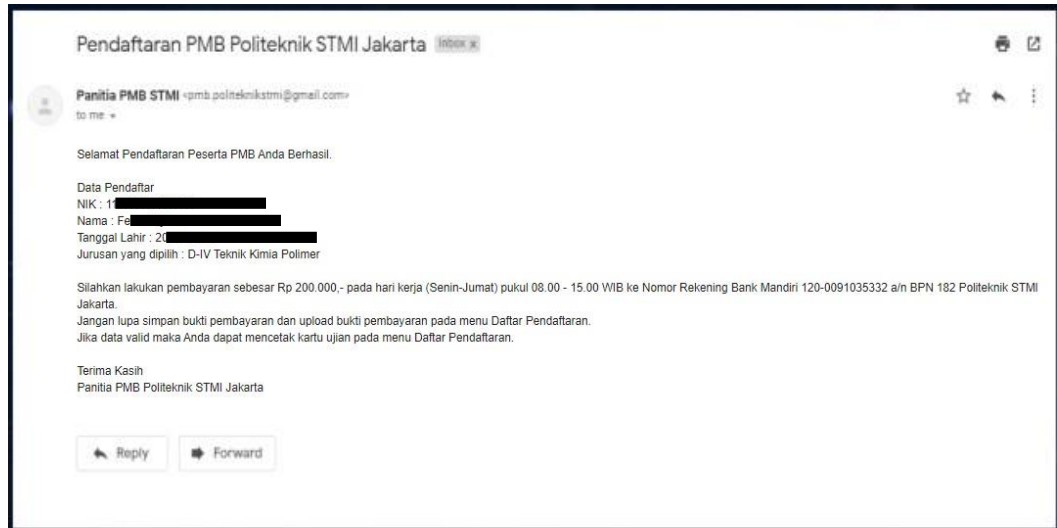 Pendaftaran PMB Politeknik STMI Jakarta Inbox x
Panitia PMB STMI <pmb.politeknikstmi@gmail.com>
to me
Selamat Pendaftaran Peserta PMB Anda Berhasil.
Data Pendaftar
NIK : 11
Nama : Fe
Tanggal Lahir : 20
Jurusan yang dipilih : D-IV Teknik Kimia Polimer
Silahkan lakukan pembayaran sebesar Rp 200.000,- pada hari kerja (Senin-Jumat) pukul 08.00 - 15.00 WIB ke Nomor Rekening Bank Mandiri 120-0091035332 a/n BPN 182 Politeknik STMI
Jakarta.
Jangan lupa simpan bukti pembayaran dan upload bukti pembayaran pada menu Daftar Pendaftaran.
Jika data valid maka Anda dapat mencetak kartu ujian pada menu Daftar Pendaftaran.
Terima Kasih
Panitia PMB Politeknik STMI Jakarta
Reply Forward